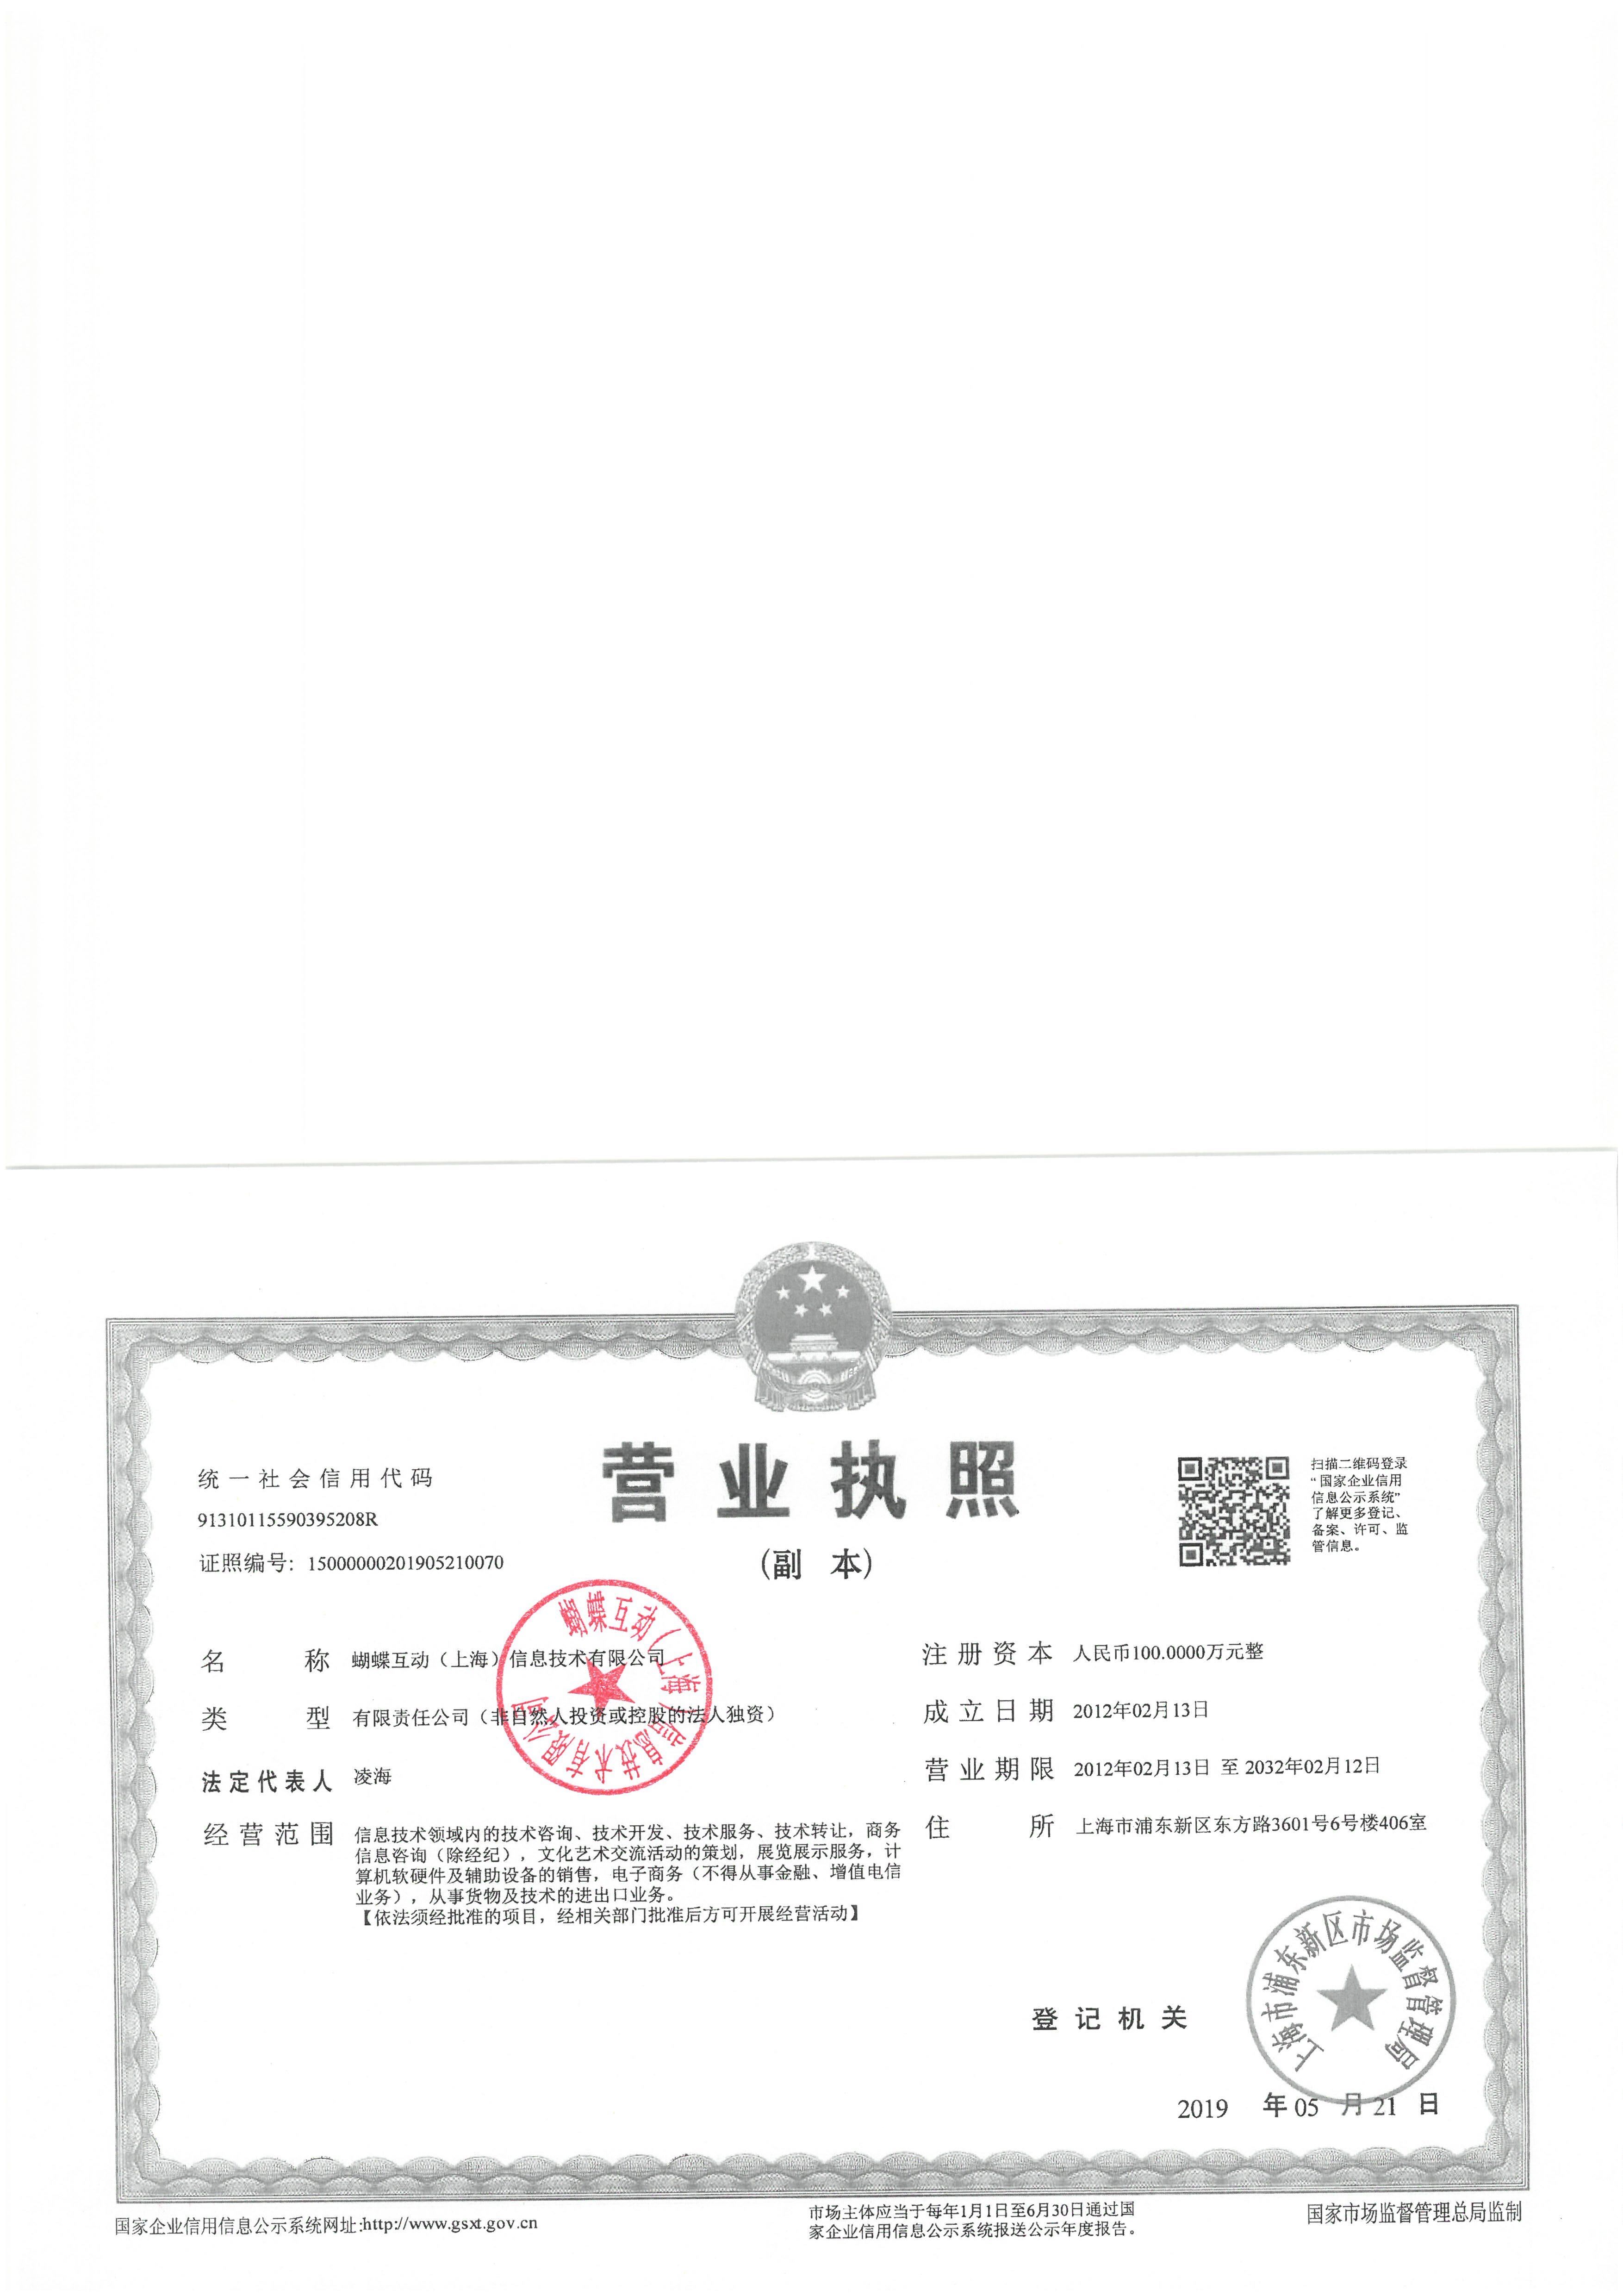 营业执照
(副 本)
统一社会信用代码
91310115590395208R
证照编号: 15000000201905210070
扫描二维码登录
“国家企业信用
信息公示系统”
了解更多登记、
备案、许可、监
管信息。
名 称 蝴蝶互动（上海）信息技术有限公司
类 型 有限责任公司（非自然人投资或控股的法人独资）
法定代表人 凌海
经营范围 信息技术领域内的技术咨询、技术开发、技术服务、技术转让，商务
信息咨询（除经纪），文化艺术交流活动的策划，展览展示服务，计
算机软硬件及辅助设备的销售，电子商务（不得从事金融、增值电信
业务），从事货物及技术的进出口业务。
【依法须经批准的项目，经相关部门批准后方可开展经营活动】
蝴蝶互动（上海）信息技术有限公司
注册资本 人民币100.0000万元整
成立日期 2012年02月13日
营业期限 2012年02月13日 至 2032年02月12日
住 所 上海市浦东新区东方路3601号6号楼406室
登记机关
上海市浦东新区市场监督管理局
2019 年 05 月 21 日
国家企业信用信息公示系统网址:http://www.gsxt.gov.cn
市场主体应当于每年1月1日至6月30日通过国
家企业信用信息公示系统报送公示年度报告。
国家市场监督管理总局监制